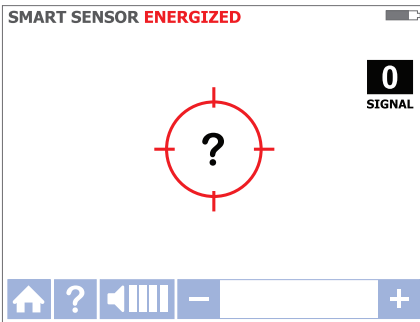 SMART SENSOR ENERGIZED
0
SIGNAL
?
?
− +